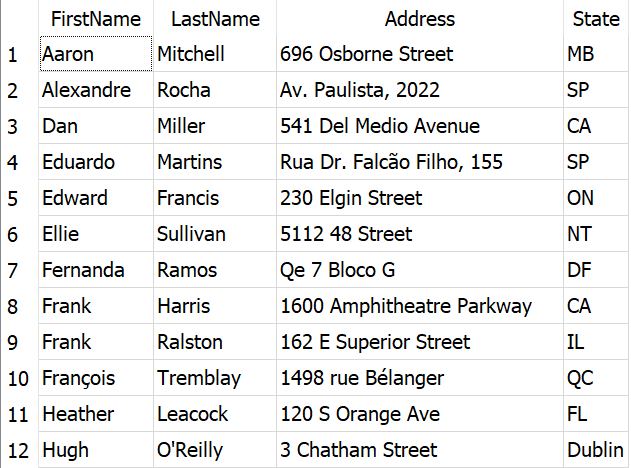 FirstName LastName Address State
1 Aaron Mitchell 696 Osborne Street MB
2 Alexandre Rocha Av. Paulista, 2022 SP
3 Dan Miller 541 Del Medio Avenue CA
4 Eduardo Martins Rua Dr. Falcão Filho, 155 SP
5 Edward Francis 230 Elgin Street ON
6 Ellie Sullivan 5112 48 Street NT
7 Fernanda Ramos Qe 7 Bloco G DF
8 Frank Harris 1600 Amphitheatre Parkway CA
9 Frank Ralston 162 E Superior Street IL
10 François Tremblay 1498 rue Bélanger QC
11 Heather Leacock 120 S Orange Ave FL
12 Hugh O'Reilly 3 Chatham Street Dublin